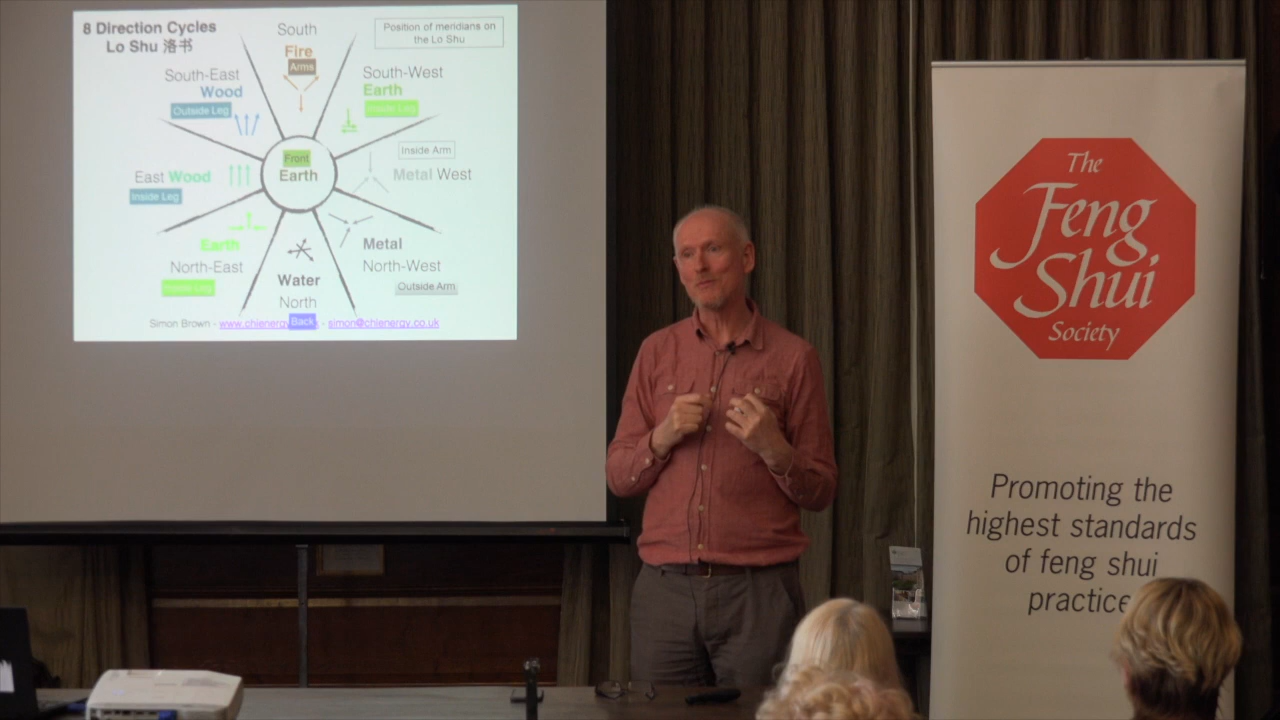 8 Direction Cycles
Lo Shu 洛书
South
Fire
Arms
Position of meridians on
the Lo Shu
South-East
Wood
Outside Leg
South-West
Earth
Inside Leg
Front
Earth
Inside Arm
Metal West
East Wood
Inside Leg
Earth
North-East
Inside Leg
Metal
North-West
Outside Arm
Water
North
Back
Simon Brown - www.chienergy - simon@chienergy.co.uk
The
Feng
Shui
Society
Promoting the
highest standards
of feng shui
practice